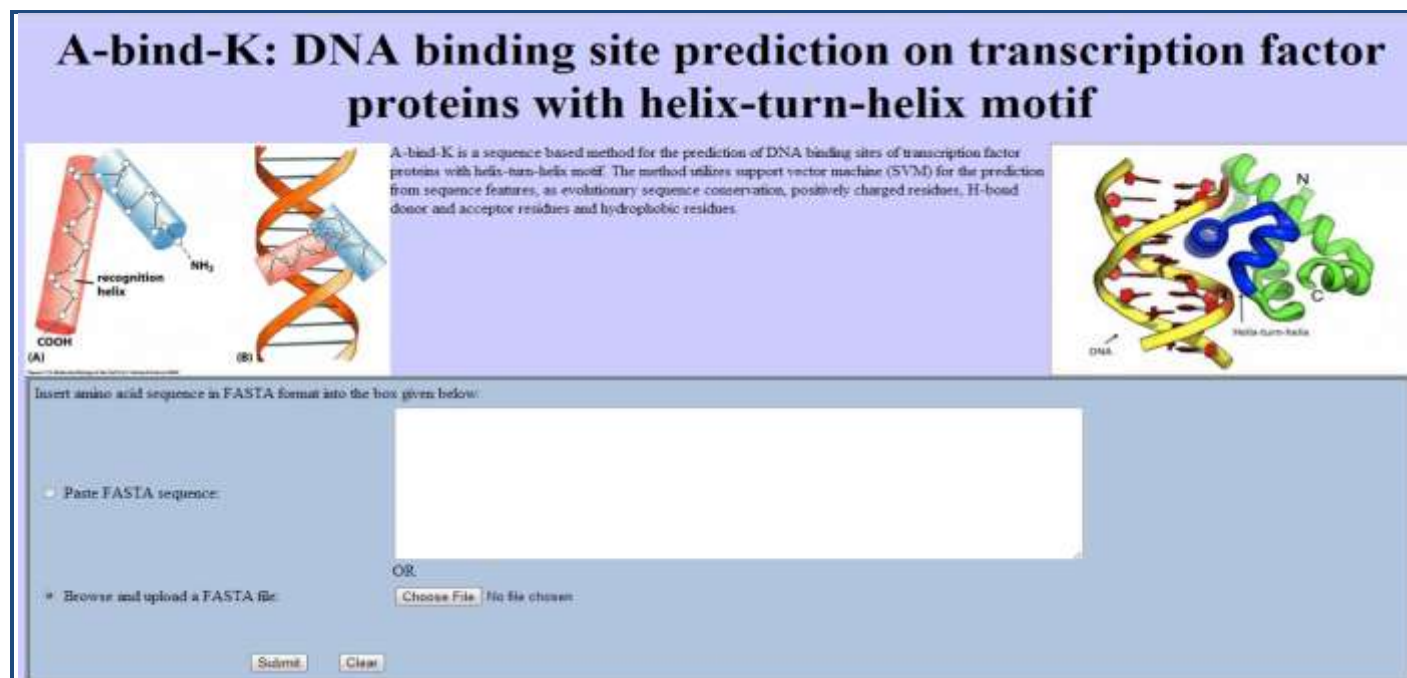 A-bind-K: DNA binding site prediction on transcription factor
proteins with helix-turn-helix motif
A-bind-K is a sequence based method for the prediction of DNA binding sites of transcription factor
proteins with helix-turn-helix motif. The method utilizes support vector machine (SVM) for the prediction
from sequence features, as evolutionary sequence conservation, positively charged residues, H-bond
donor and acceptor residues and hydrophobic residues.
NH₂
recognition
helix
COOH
(A)
(B)
N
C
Helix-turn-helix
DNA
Insert amino acid sequence in FASTA format into the box given below:
Paste FASTA sequence:
OR
Browse and upload a FASTA file:
Choose File No file chosen
Submit Clear